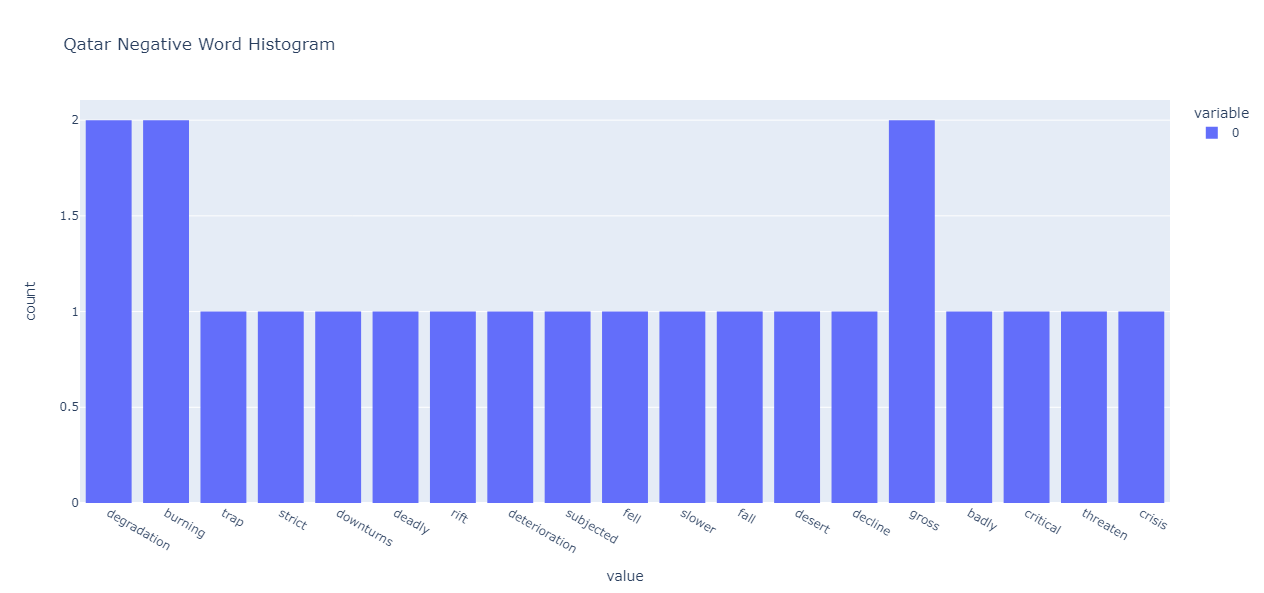 Qatar Negative Word Histogram
variable
0
2
1.5
1
0.5
0
count
degradation
burning
trap
strict
downturns
deadly
rift
deterioration
subjected
fell
slower
fall
desert
decline
gross
badly
critical
threaten
crisis
value